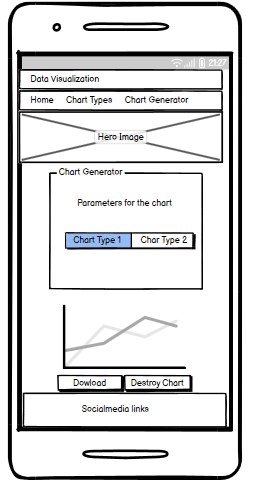 21:27
Data Visualization
Home Chart Types Chart Generator
Hero Image
Chart Generator
Parameters for the chart
Chart Type 1 Char Type 2
Dowload Destroy Chart
Socialmedia links